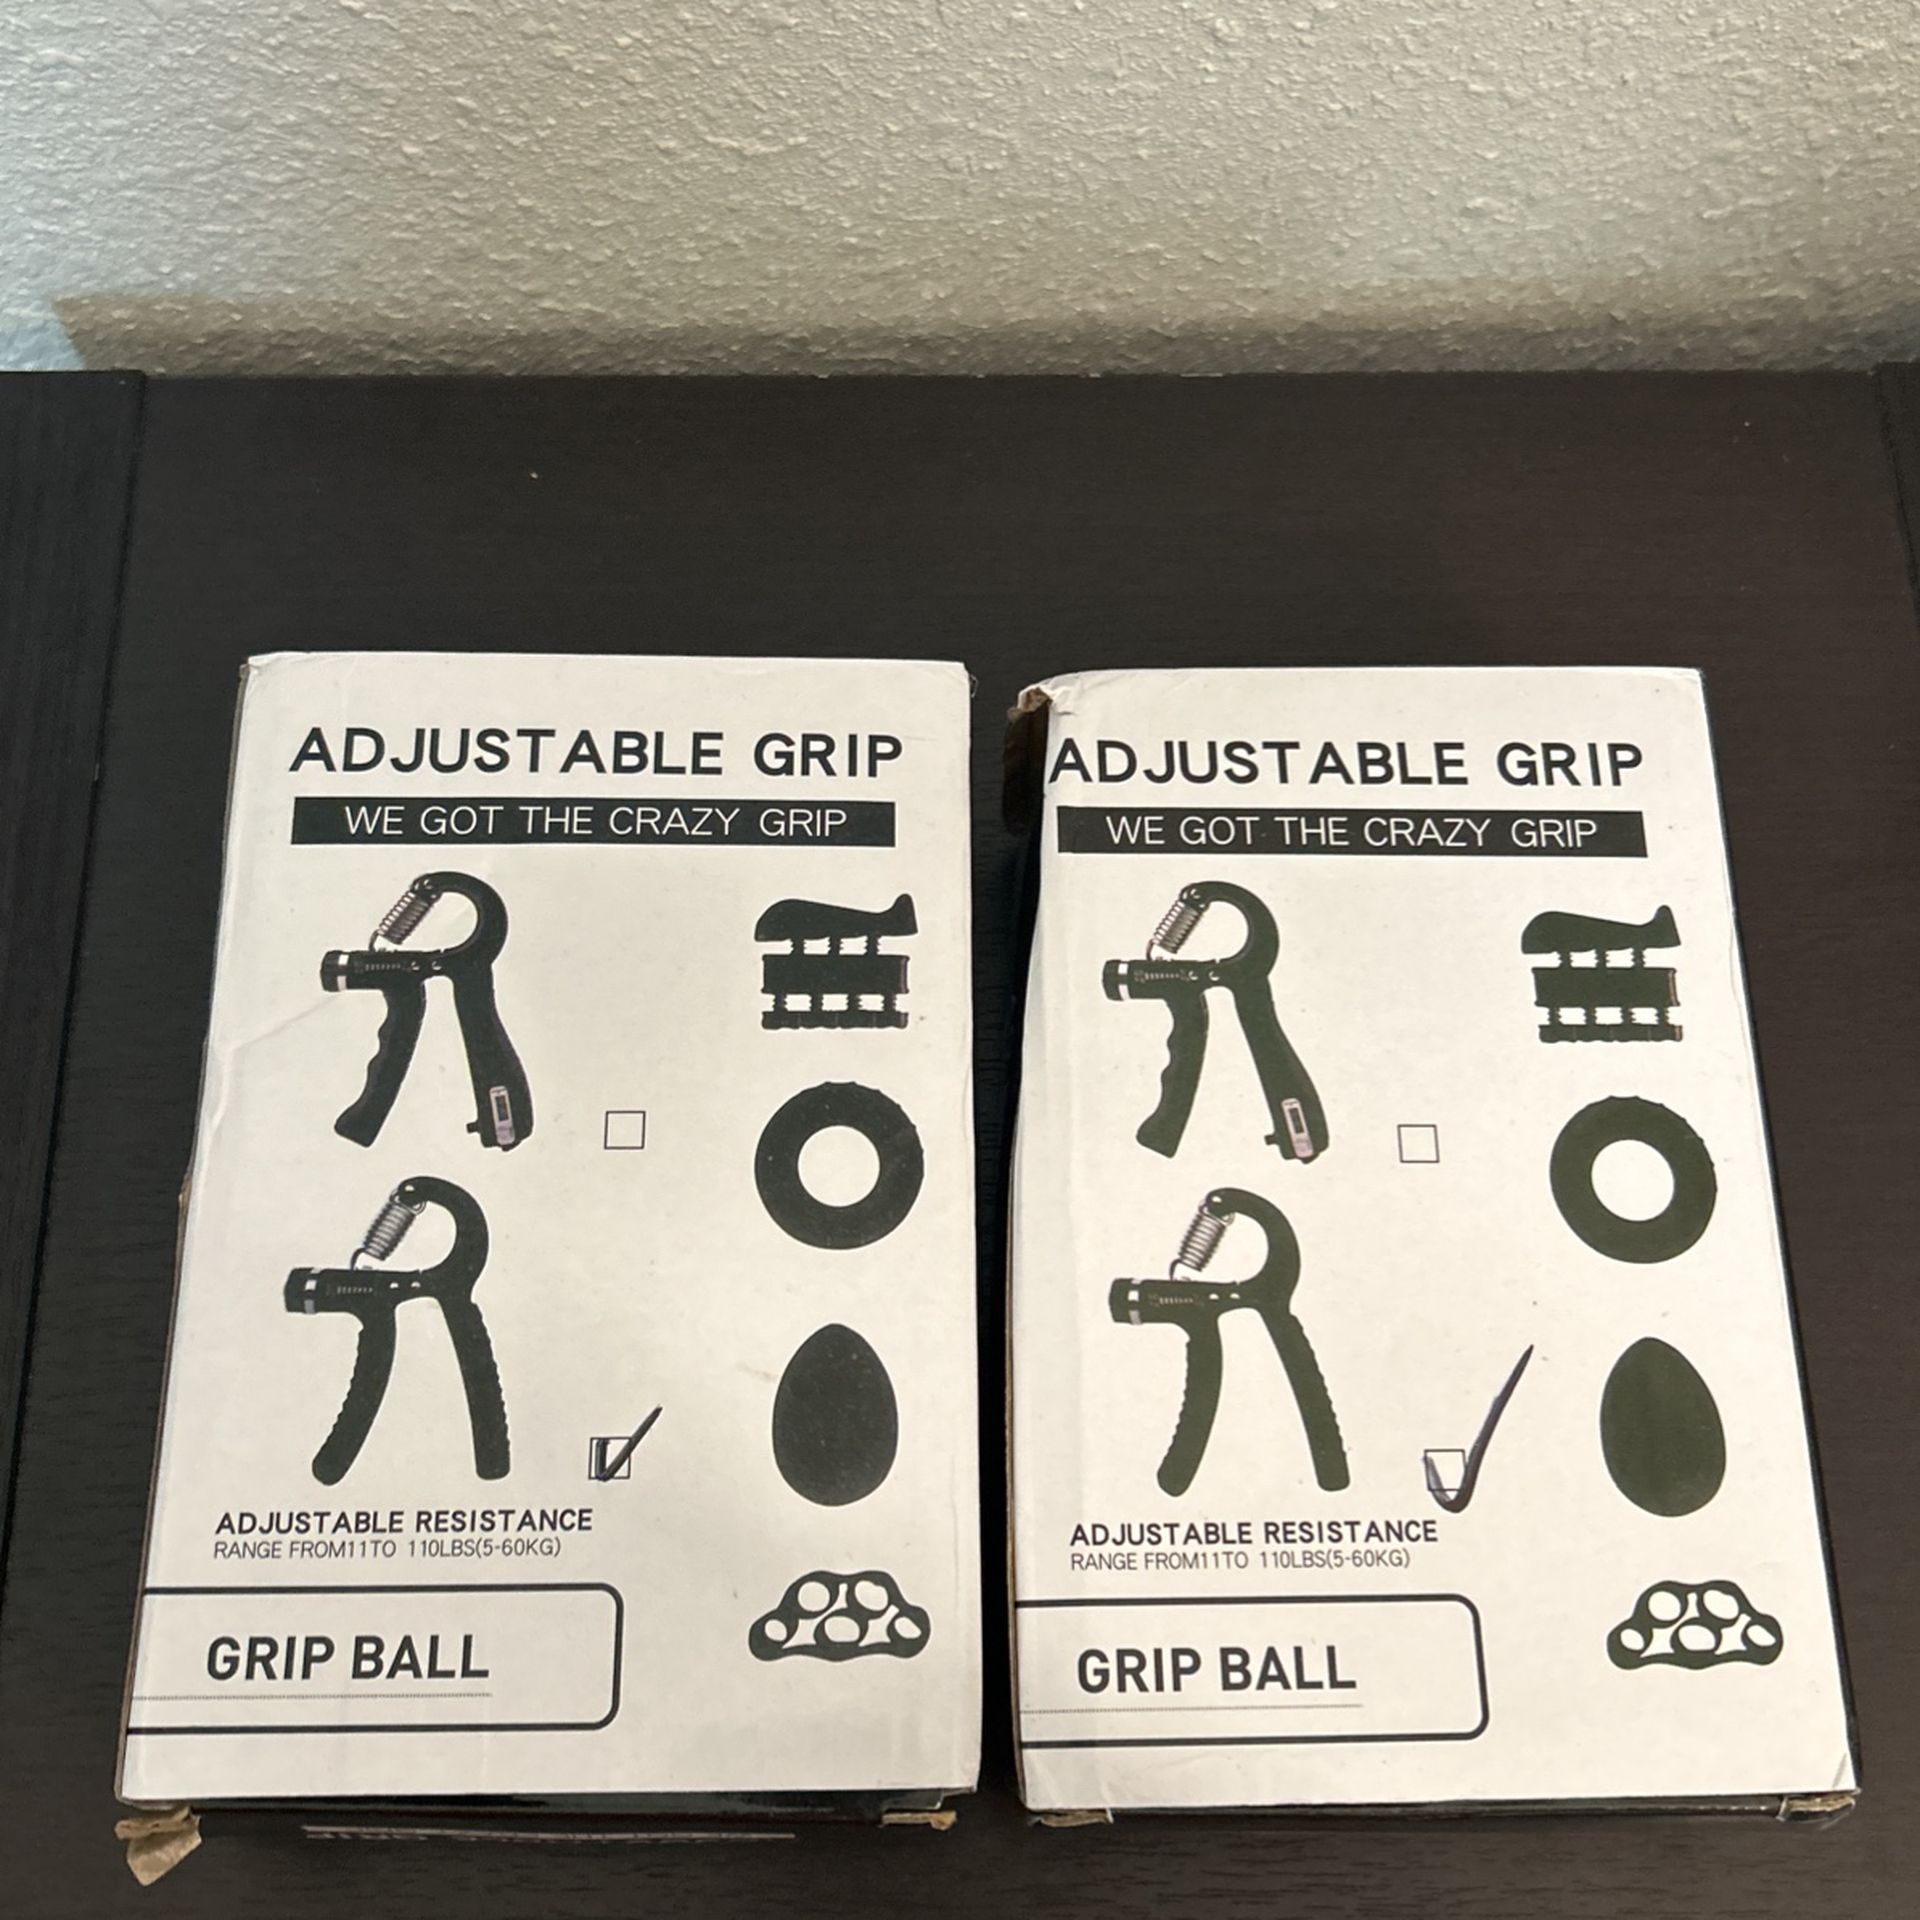 ADJUSTABLE GRIP
WE GOT THE CRAZY GRIP
ADJUSTABLE RESISTANCE
RANGE FROM11TO 110LBS(5-60KG)
GRIP BALL
ADJUSTABLE GRIP
WE GOT THE CRAZY GRIP
ADJUSTABLE RESISTANCE
RANGE FROM11TO 110LBS(5-60KG)
GRIP BALL